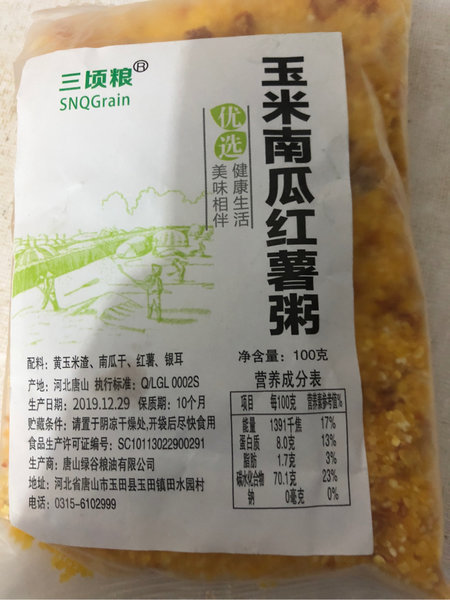 三顷粮®
SNQGrain
优选
健康生活
美味相伴
玉米南瓜红薯粥
配料：黄玉米渣、南瓜干、红薯、银耳
净含量：100克
产地：河北唐山 执行标准：Q/LGL 0002S
生产日期：2019.12.29 保质期：10个月
贮藏条件：请置于阴凉干燥处，开袋后尽快食用
食品生产许可证编号：SC10113022900291
生产商：唐山绿谷粮油有限公司
地址：河北省唐山市玉田县玉田镇田水园村
电话：0315-6102999
营养成分表
项目 每100克 营养素参考值%
能量 1391千焦 17%
蛋白质 8.0克 13%
脂肪 1.7克 3%
碳水化合物 70.1克 23%
钠 0毫克 0%